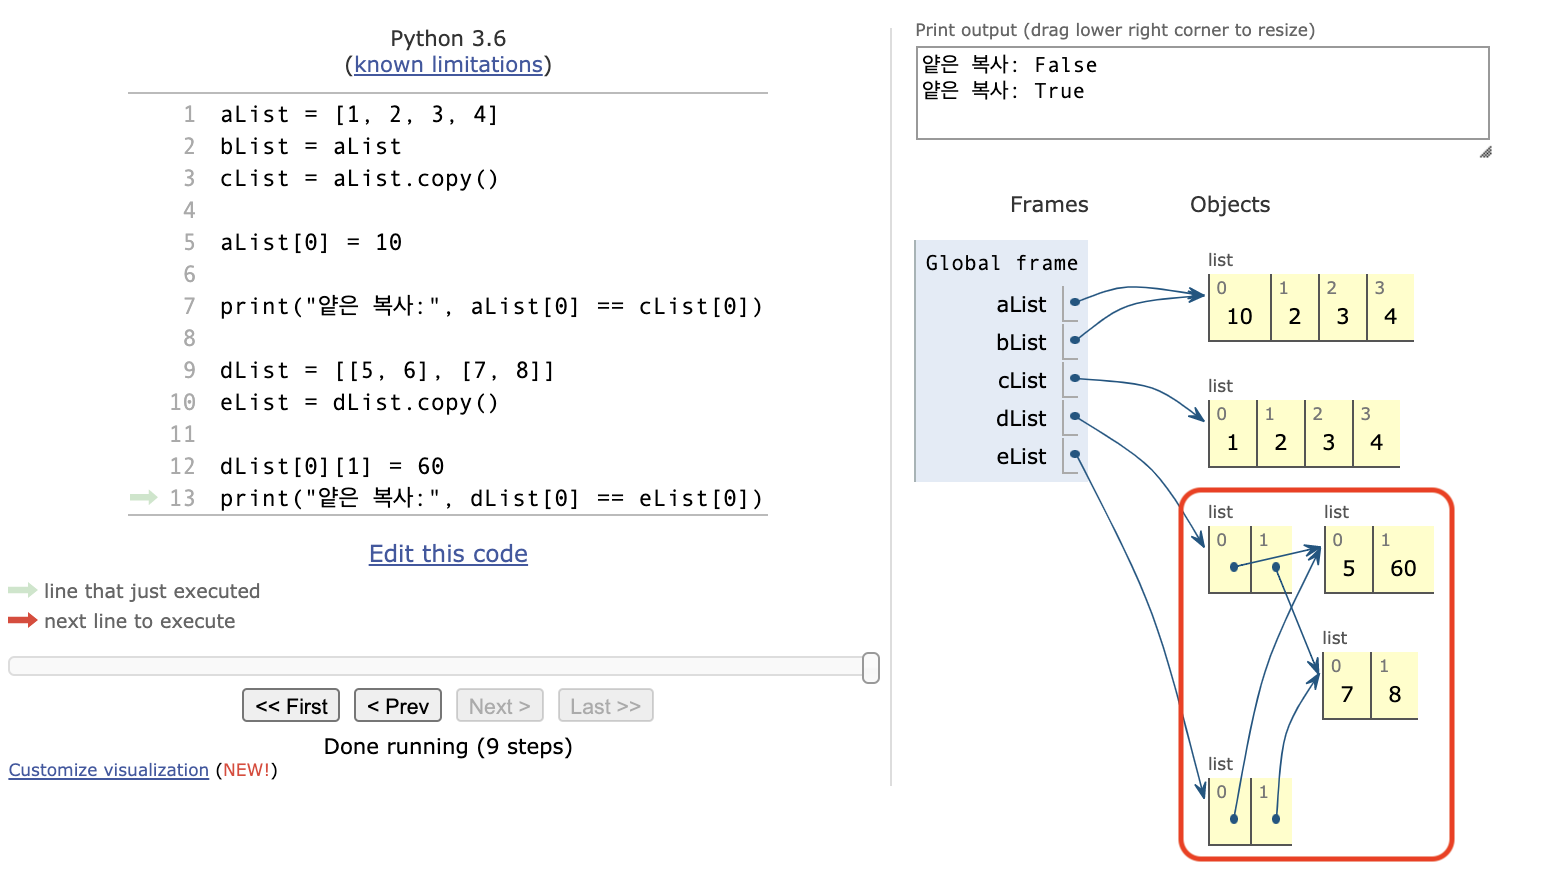 Python 3.6
(known limitations)
1 aList = [1, 2, 3, 4]
2 bList = aList
3 cList = aList.copy()
4
5 aList[0] = 10
6
7 print("얕은 복사:", aList[0] == cList[0])
8
9 dList = [[5, 6], [7, 8]]
10 eList = dList.copy()
11
12 dList[0][1] = 60
13 print("얕은 복사:", dList[0] == eList[0])
Edit this code
line that just executed
next line to execute
<< First < Prev Next > Last >>
Done running (9 steps)
Customize visualization (NEW!)
Print output (drag lower right corner to resize)
얕은 복사: False
얕은 복사: True
Frames Objects
Global frame
aList
bList
cList
dList
eList
list
0 1 2 3
10 2 3 4
list
0 1 2 3
1 2 3 4
list list
0 1 0 1
5 60
list
0 1
7 8
list
0 1